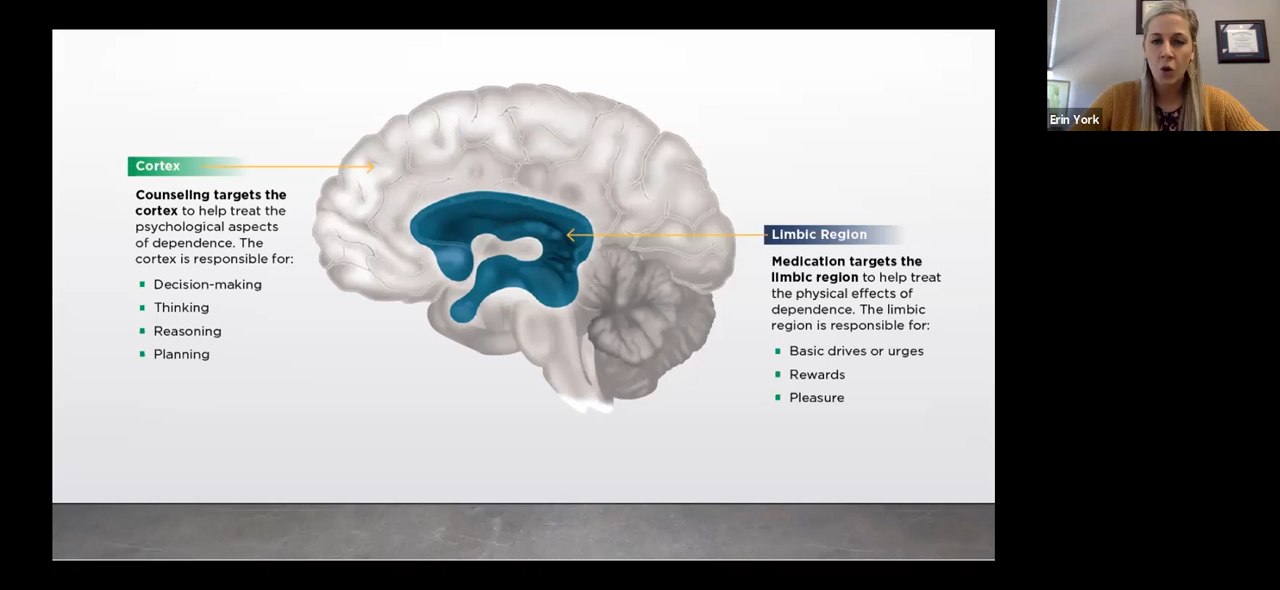 Cortex
Counseling targets the
cortex to help treat the
psychological aspects
of dependence. The
cortex is responsible for:
Decision-making
Thinking
Reasoning
Planning
Limbic Region
Medication targets the
limbic region to help treat
the physical effects of
dependence. The limbic
region is responsible for:
Basic drives or urges
Rewards
Pleasure
Erin York